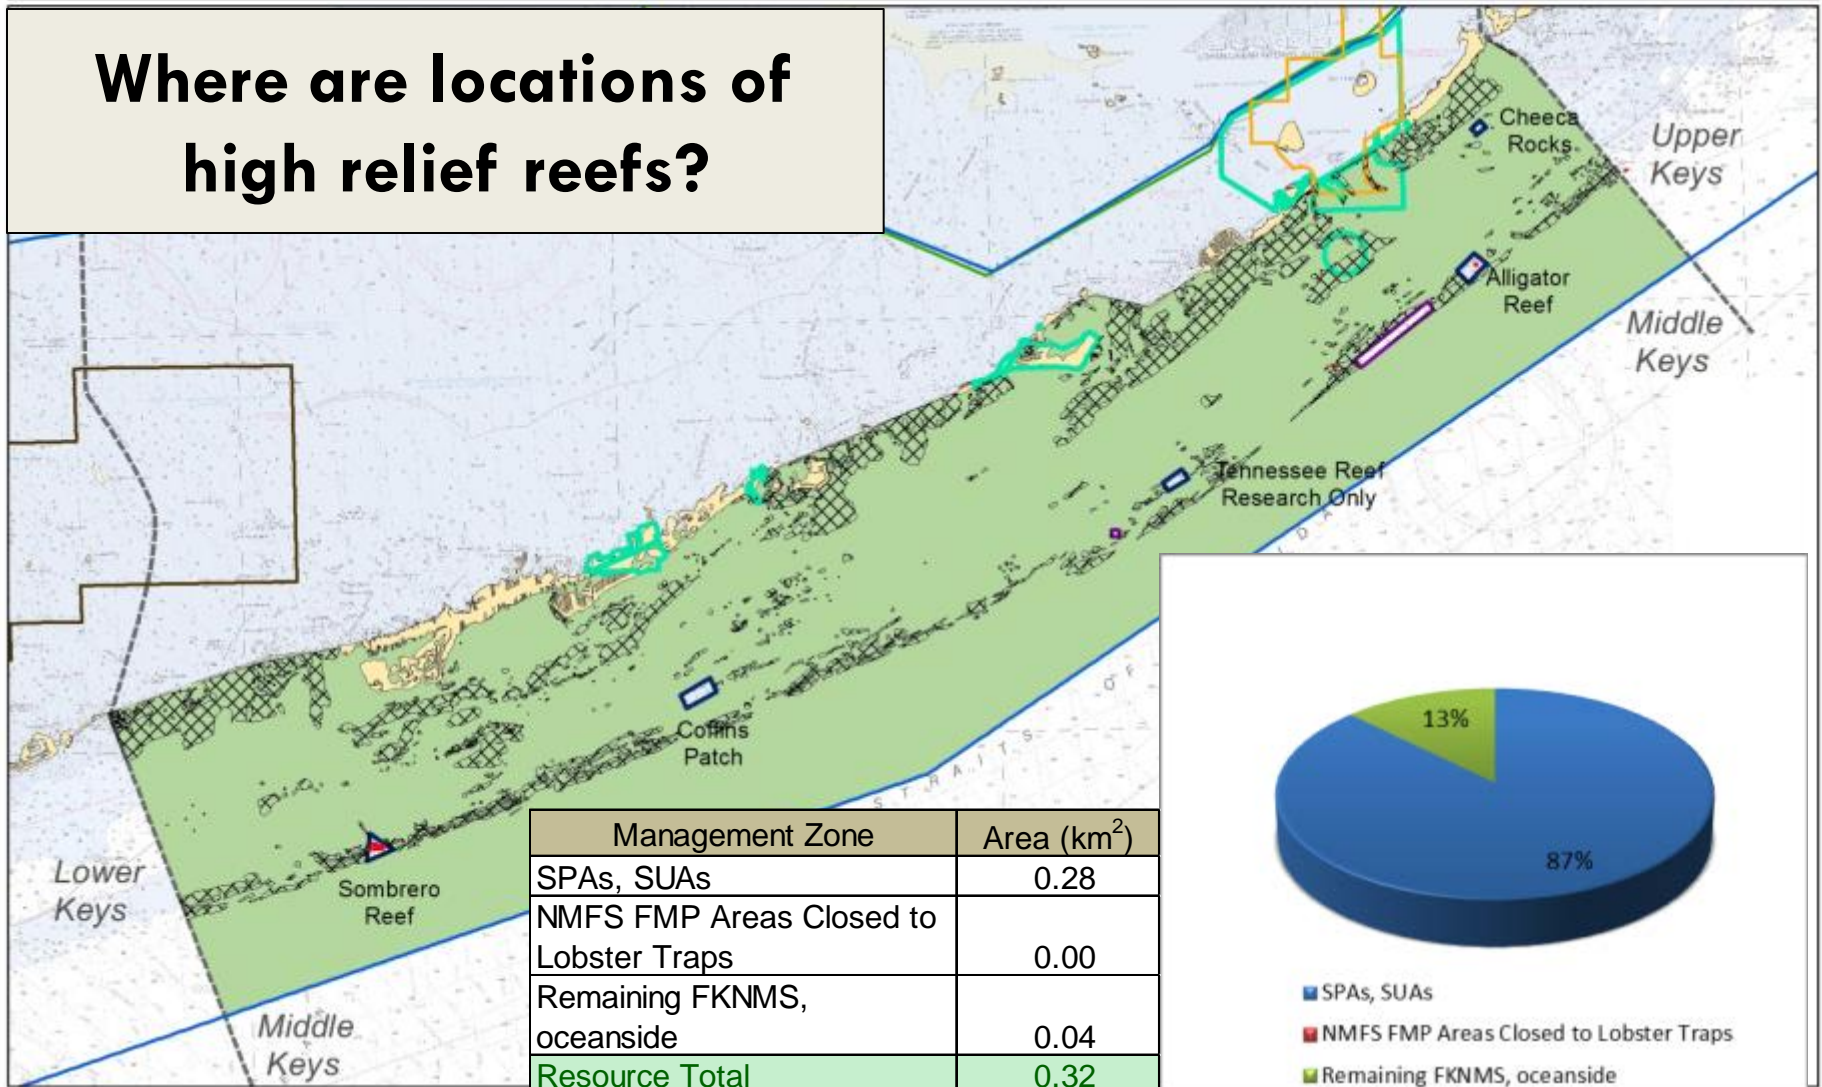 Where are locations of
high relief reefs?
Cheeca
Rocks
Upper
Keys
Alligator
Reef
Middle
Keys
Tennessee Reef
Research Only
Coffins
Patch
Sombrero
Reef
Lower
Keys
Middle
Keys
STRAITS OF
Management Zone Area (km²)
SPAs, SUAs 0.28
NMFS FMP Areas Closed to
Lobster Traps 0.00
Remaining FKNMS,
oceanside 0.04
Resource Total 0.32
13%
87%
SPAs, SUAs
NMFS FMP Areas Closed to Lobster Traps
Remaining FKNMS, oceanside